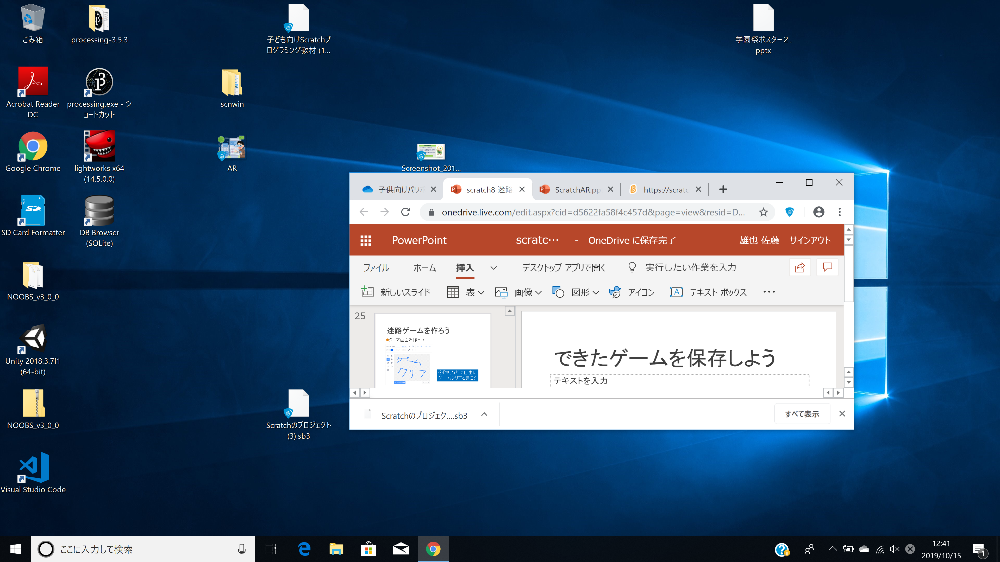 ごみ箱
processing-3.5.3
子ども向けScratchプ
ログラミング教材 (1...
学園祭ポスター２.
pptx
Acrobat Reader
DC
processing.exe - シ
ョートカット
scnwin
Google Chrome
lightworks x64
(14.5.0.0)
AR
Screenshot_201...
SD Card Formatter
DB Browser
(SQLite)
NOOBS_v3_0_0
Unity 2018.3.7f1
(64-bit)
NOOBS_v3_0_0
Scratchのプロジェクト
(3).sb3
Visual Studio Code
子供向けパワポ
scratch8 迷路
ScratchAR.ppt
https://scratc
onedrive.live.com/edit.aspx?cid=d5622fa58f4c457d&page=view&resid=D...
PowerPoint
scratc… - OneDrive に保存完了
雄也 佐藤 サインアウト
ファイル ホーム 挿入 デスクトップ アプリで開く 実行したい作業を入力
新しいスライド 表 画像 図形 アイコン テキスト ボックス
25
迷路ゲームを作ろう
●クリア画面を作ろう
ゲーム
クリア
③「筆」などで自由に
ゲームクリアと書こう
できたゲームを保存しよう
テキストを入力
Scratchのプロジェク....sb3
すべて表示
ここに入力して検索
12:41
2019/10/15
1